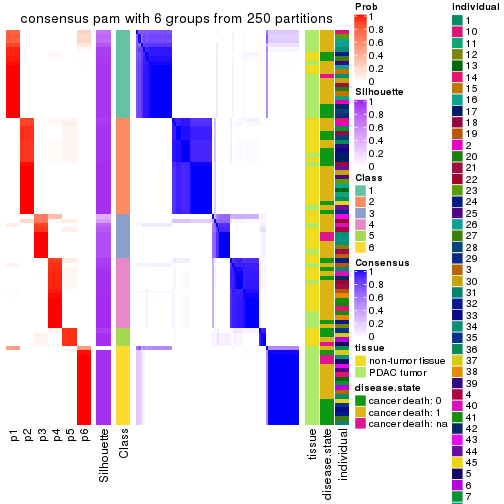 consensus pam with 6 groups from 250 partitions
p1
p2
p3
p4
p5
p6
Silhouette
Class
tissue
disease.state
individual
Prob
1
0.8
0.6
0.4
0.2
0
Silhouette
1
0.8
0.6
0.4
0.2
0
Class
1
2
3
4
5
6
Consensus
1
0.8
0.6
0.4
0.2
0
tissue
non-tumor tissue
PDAC tumor
disease.state
cancer death: 0
cancer death: 1
cancer death: na
individual
1
10
11
12
13
14
15
16
17
18
19
2
20
21
22
23
24
25
26
27
28
29
3
30
31
32
33
34
35
36
37
38
39
4
40
42
43
44
45
5
6
7